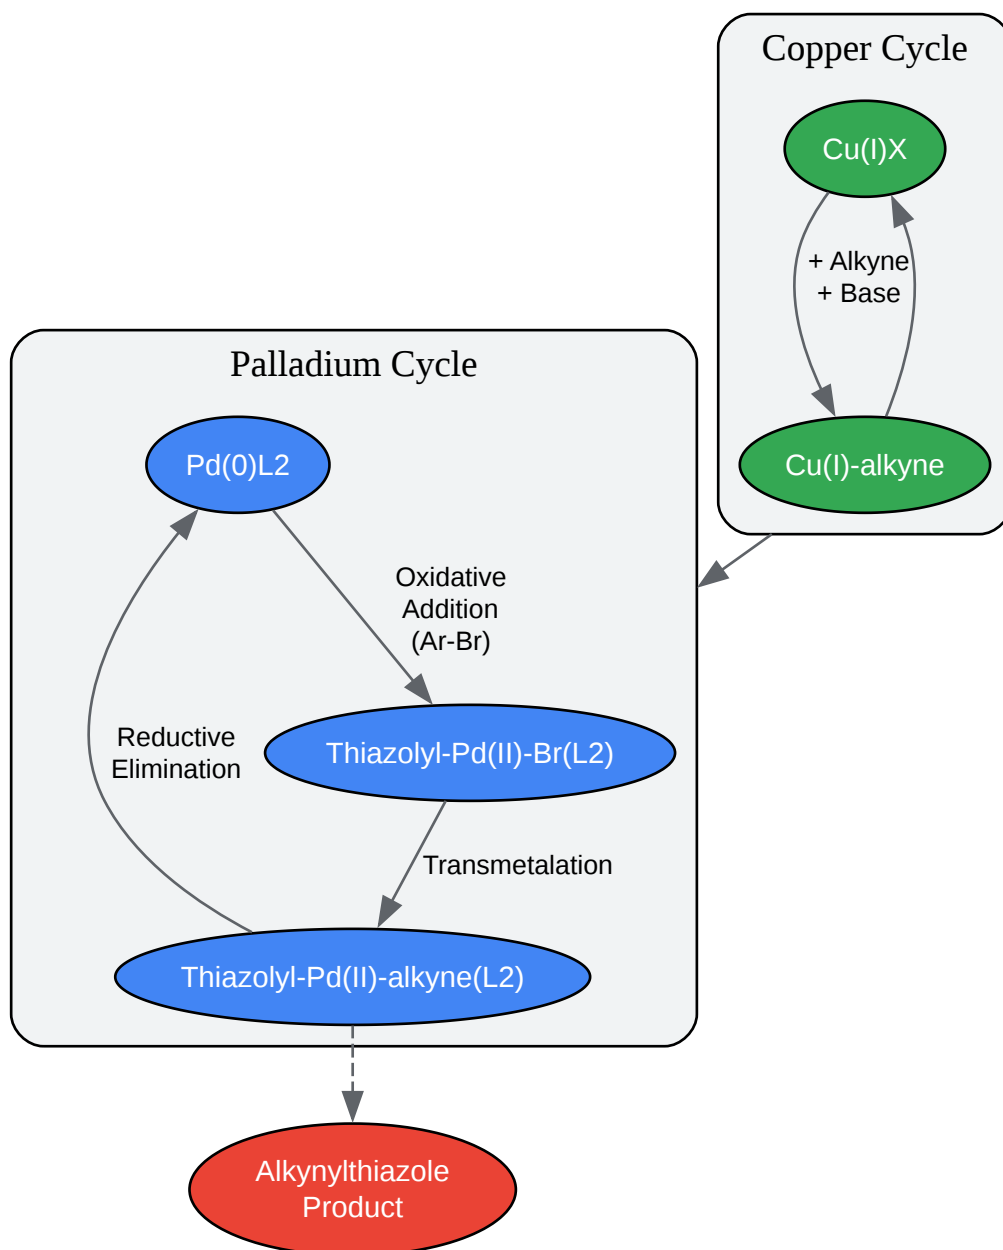 Copper Cycle
Cu(I)X
+ Alkyne
+ Base
Cu(I)-alkyne
Palladium Cycle
Pd(0)L2
Oxidative
Addition
(Ar-Br)
Thiazolyl-Pd(II)-Br(L2)
Reductive
Elimination
Transmetalation
Thiazolyl-Pd(II)-alkyne(L2)
Alkynylthiazole
Product